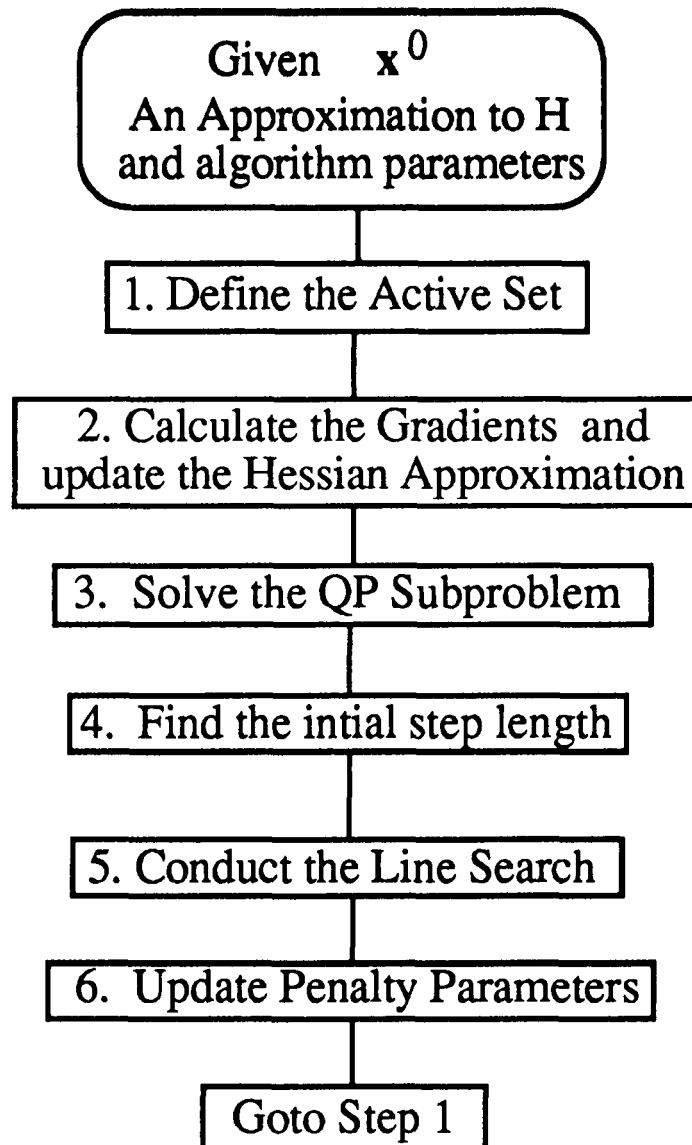 Given x^0
An Approximation to H
and algorithm parameters
1. Define the Active Set
2. Calculate the Gradients and
update the Hessian Approximation
3. Solve the QP Subproblem
4. Find the intial step length
5. Conduct the Line Search
6. Update Penalty Parameters
Goto Step 1